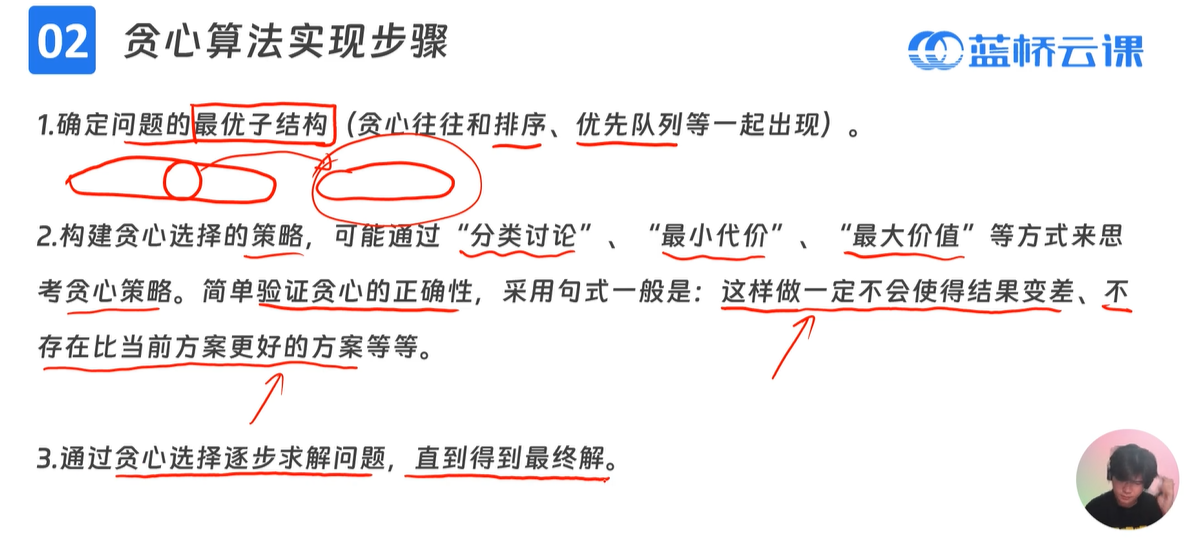 02 贪心算法实现步骤
蓝桥云课
1.确定问题的最优子结构（贪心往往和排序、优先队列等一起出现）。
2.构建贪心选择的策略，可能通过“分类讨论”、“最小代价”、“最大价值”等方式来思
考贪心策略。简单验证贪心的正确性，采用句式一般是：这样做一定不会使得结果变差、不
存在比当前方案更好的方案等等。
3.通过贪心选择逐步求解问题，直到得到最终解。